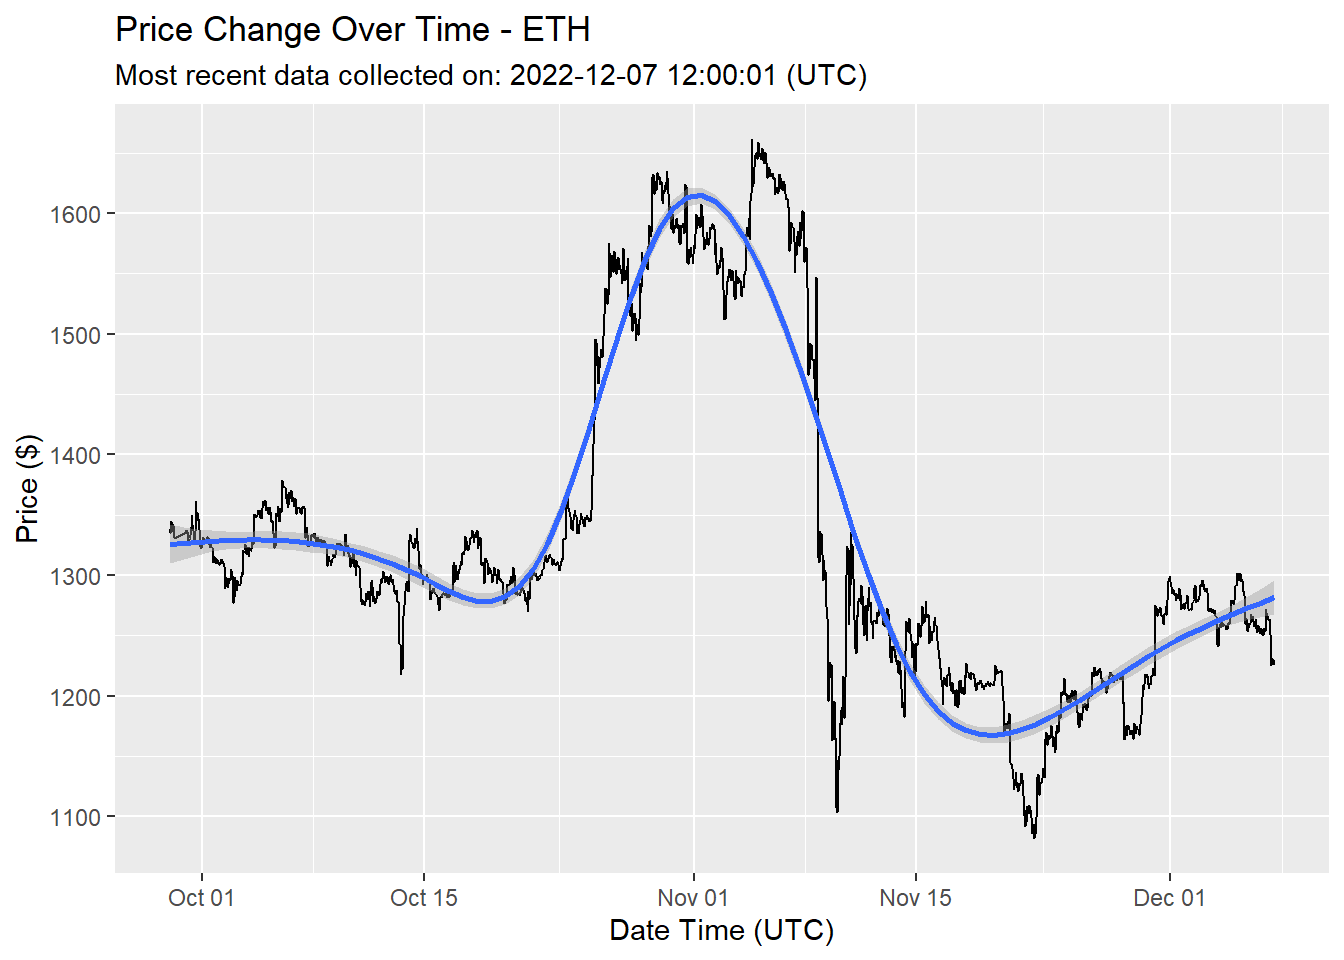 Price Change Over Time - ETH
Most recent data collected on: 2022-12-07 12:00:01 (UTC)
Price ($)
1600
1500
1400
1300
1200
1100
Oct 01
Oct 15
Nov 01
Nov 15
Dec 01
Date Time (UTC)